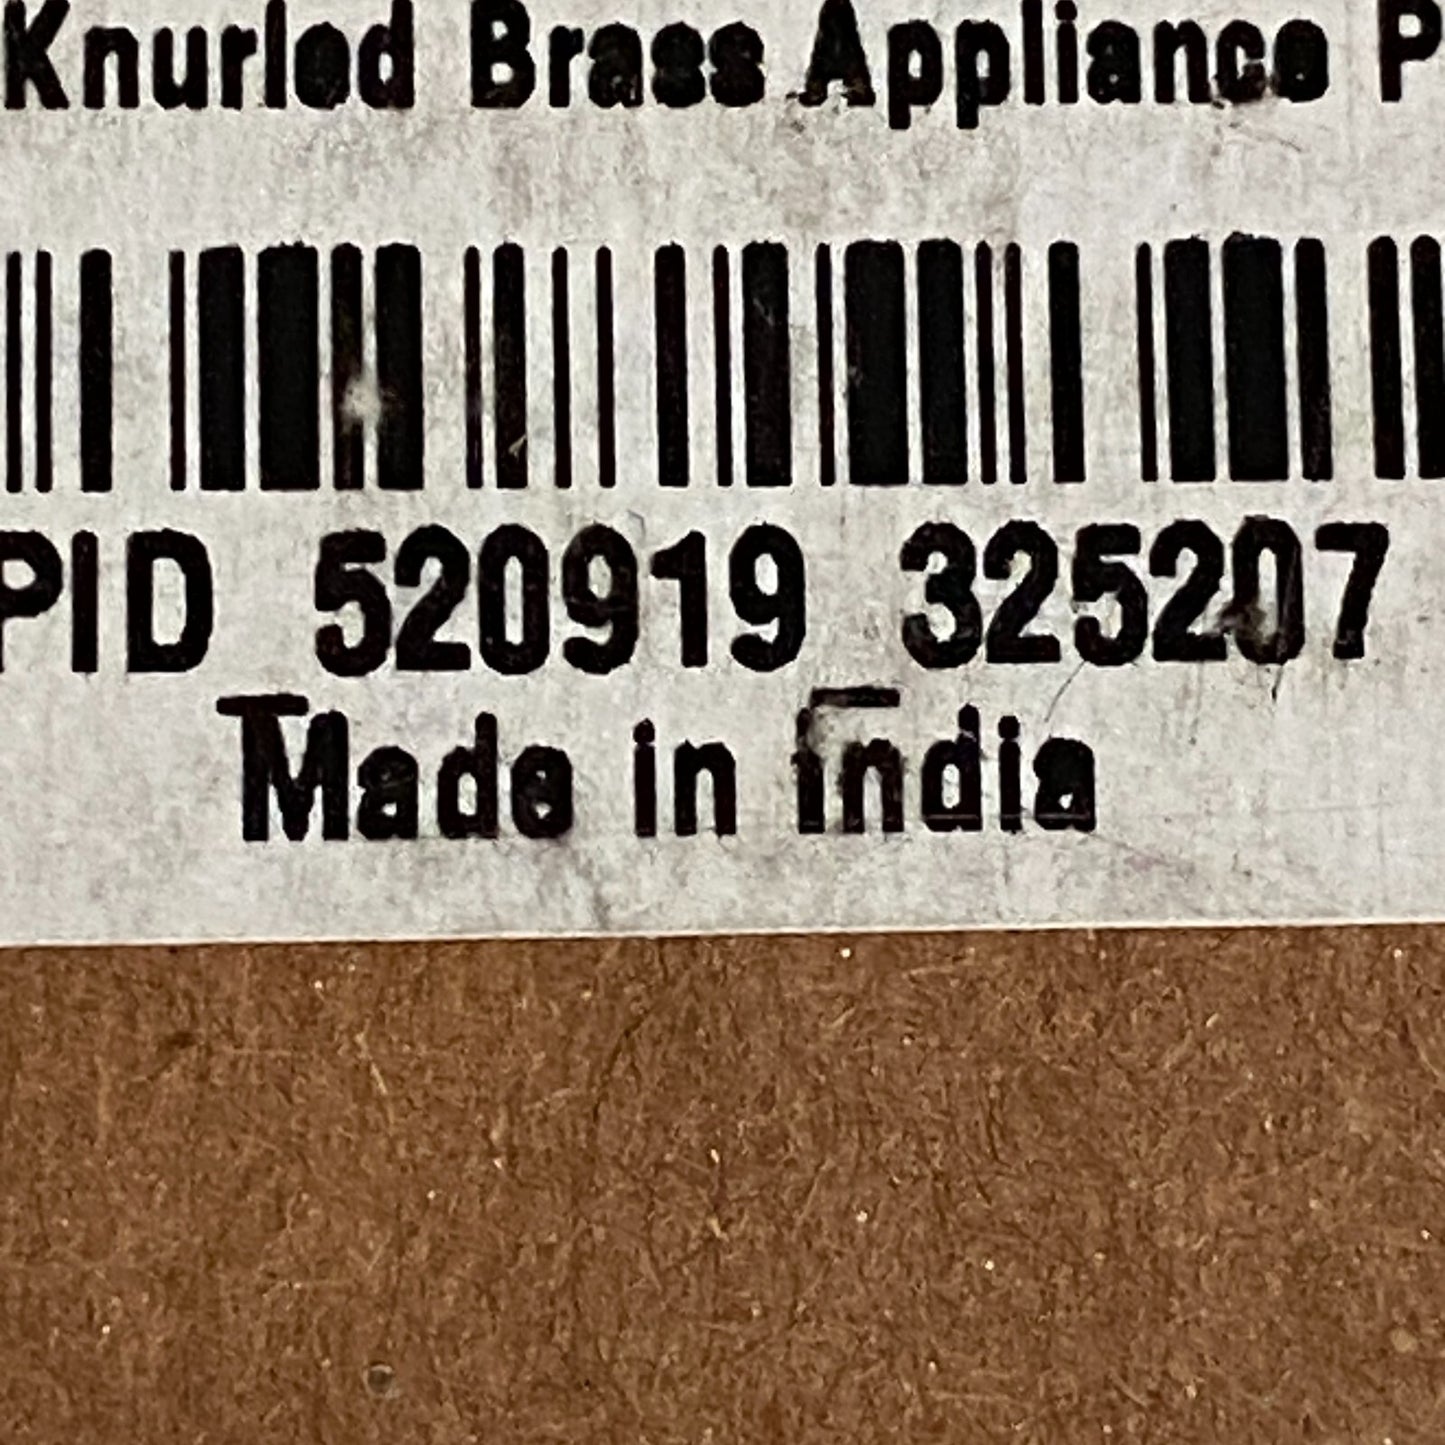 Knurled Brass Appliance P
PID 520919 325207
Made in India